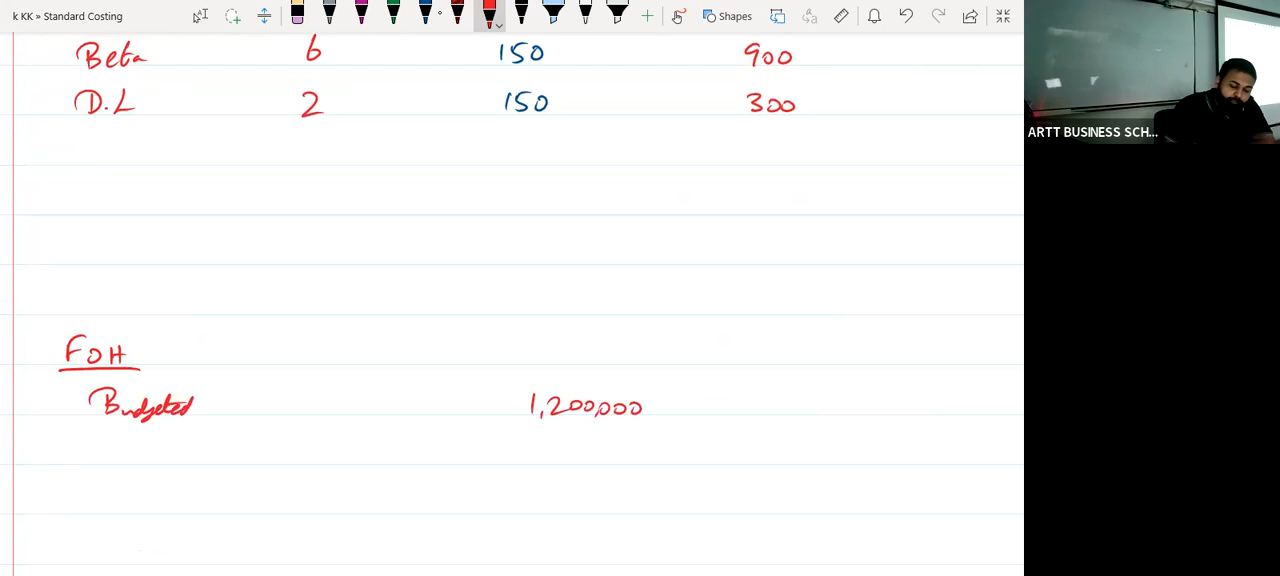 k KK » Standard Costing
Shapes
Beta 6 150 900
D.L 2 150 300
FOH
Budgeted 1,200,000
ARTT BUSINESS SCH...